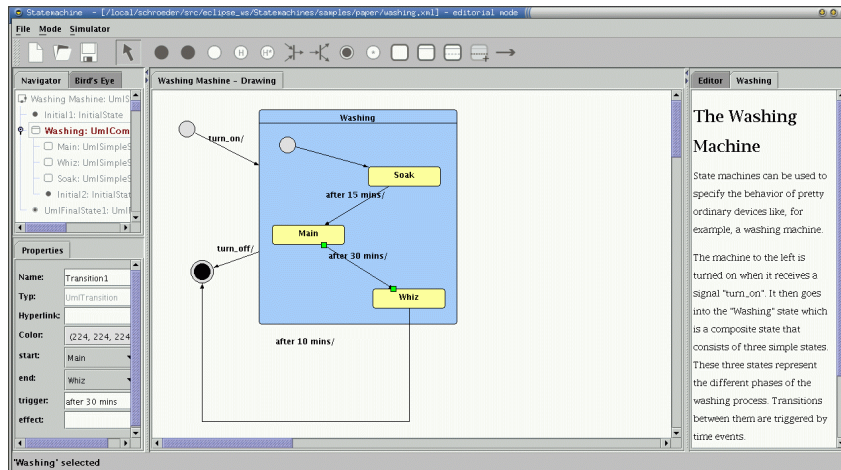 Statemachine - [/local/schroeder/src/eclipse_ws/Statemachines/samples/paper/washing.xml] - editorial mode
File Mode Simulator
H
H*
Navigator
Bird's Eye
Washing Machine: UmlS
Initial1: InitialState
Washing: UmlCom
Main: UmlSimpleS
Whiz: UmlSimpleS
Soak: UmlSimpleS
Initial2: InitialStat
UmlFinalState1: UmlF
Properties
Name: Transition1
Typ: UmlTransition
Hyperlink:
Color: (224, 224, 224
start: Main
end: Whiz
trigger: after 30 mins
effect:
Washing Machine - Drawing
Washing
turn_on/
Soak
after 15 mins/
Main
turn_off/
after 30 mins/
Whiz
after 10 mins/
Editor
Washing
The Washing
Machine
State machines can be used to
specify the behavior of pretty
ordinary devices like, for
example, a washing machine.
The machine to the left is
turned on when it receives a
signal "turn_on". It then goes
into the "Washing" state which
is a composite state that
consists of three simple states.
These three states represent
the different phases of the
washing process. Transitions
between them are triggered by
time events.
'Washing' selected